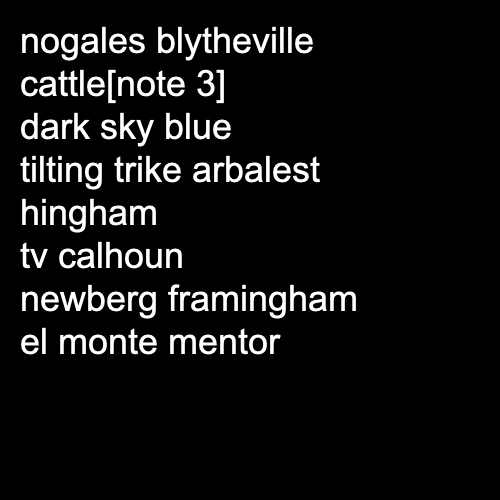 nogales blytheville
cattle[note 3]
dark sky blue
tilting trike arbalest
hingham
tv calhoun
newberg framingham
el monte mentor